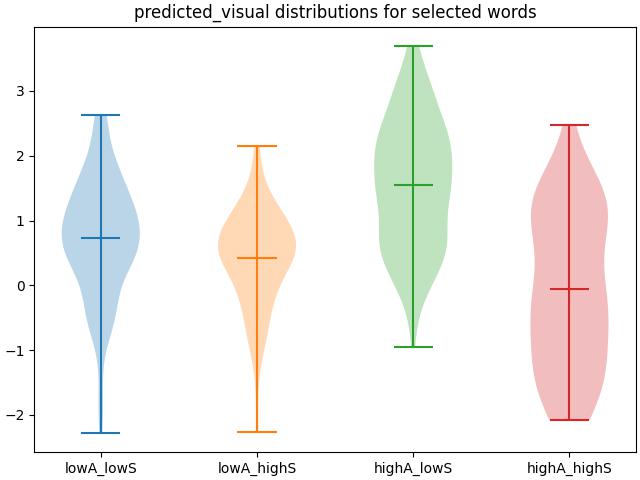 predicted_visual distributions for selected words
3
2
1
0
−1
−2
lowA_lowS
lowA_highS
highA_lowS
highA_highS